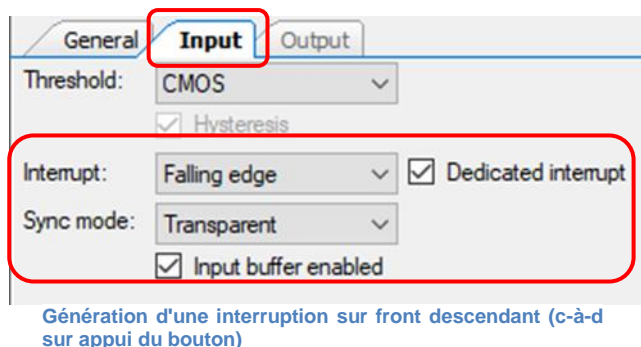 General Input Output
Threshold: CMOS
Hysteresis
Interrupt: Falling edge Dedicated interrupt
Sync mode: Transparent
Input buffer enabled
Génération d'une interruption sur front descendant (c-à-d
sur appui du bouton)